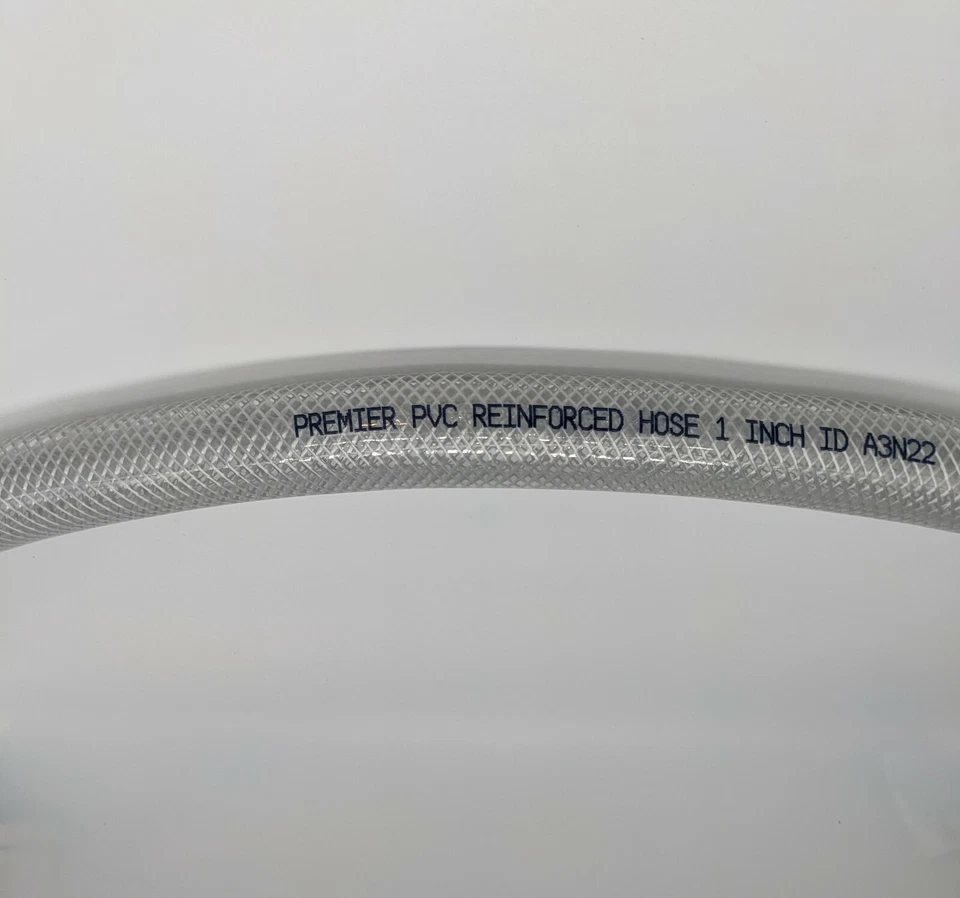 PREMIER PVC REINFORCED HOSE 1 INCH ID A3N22